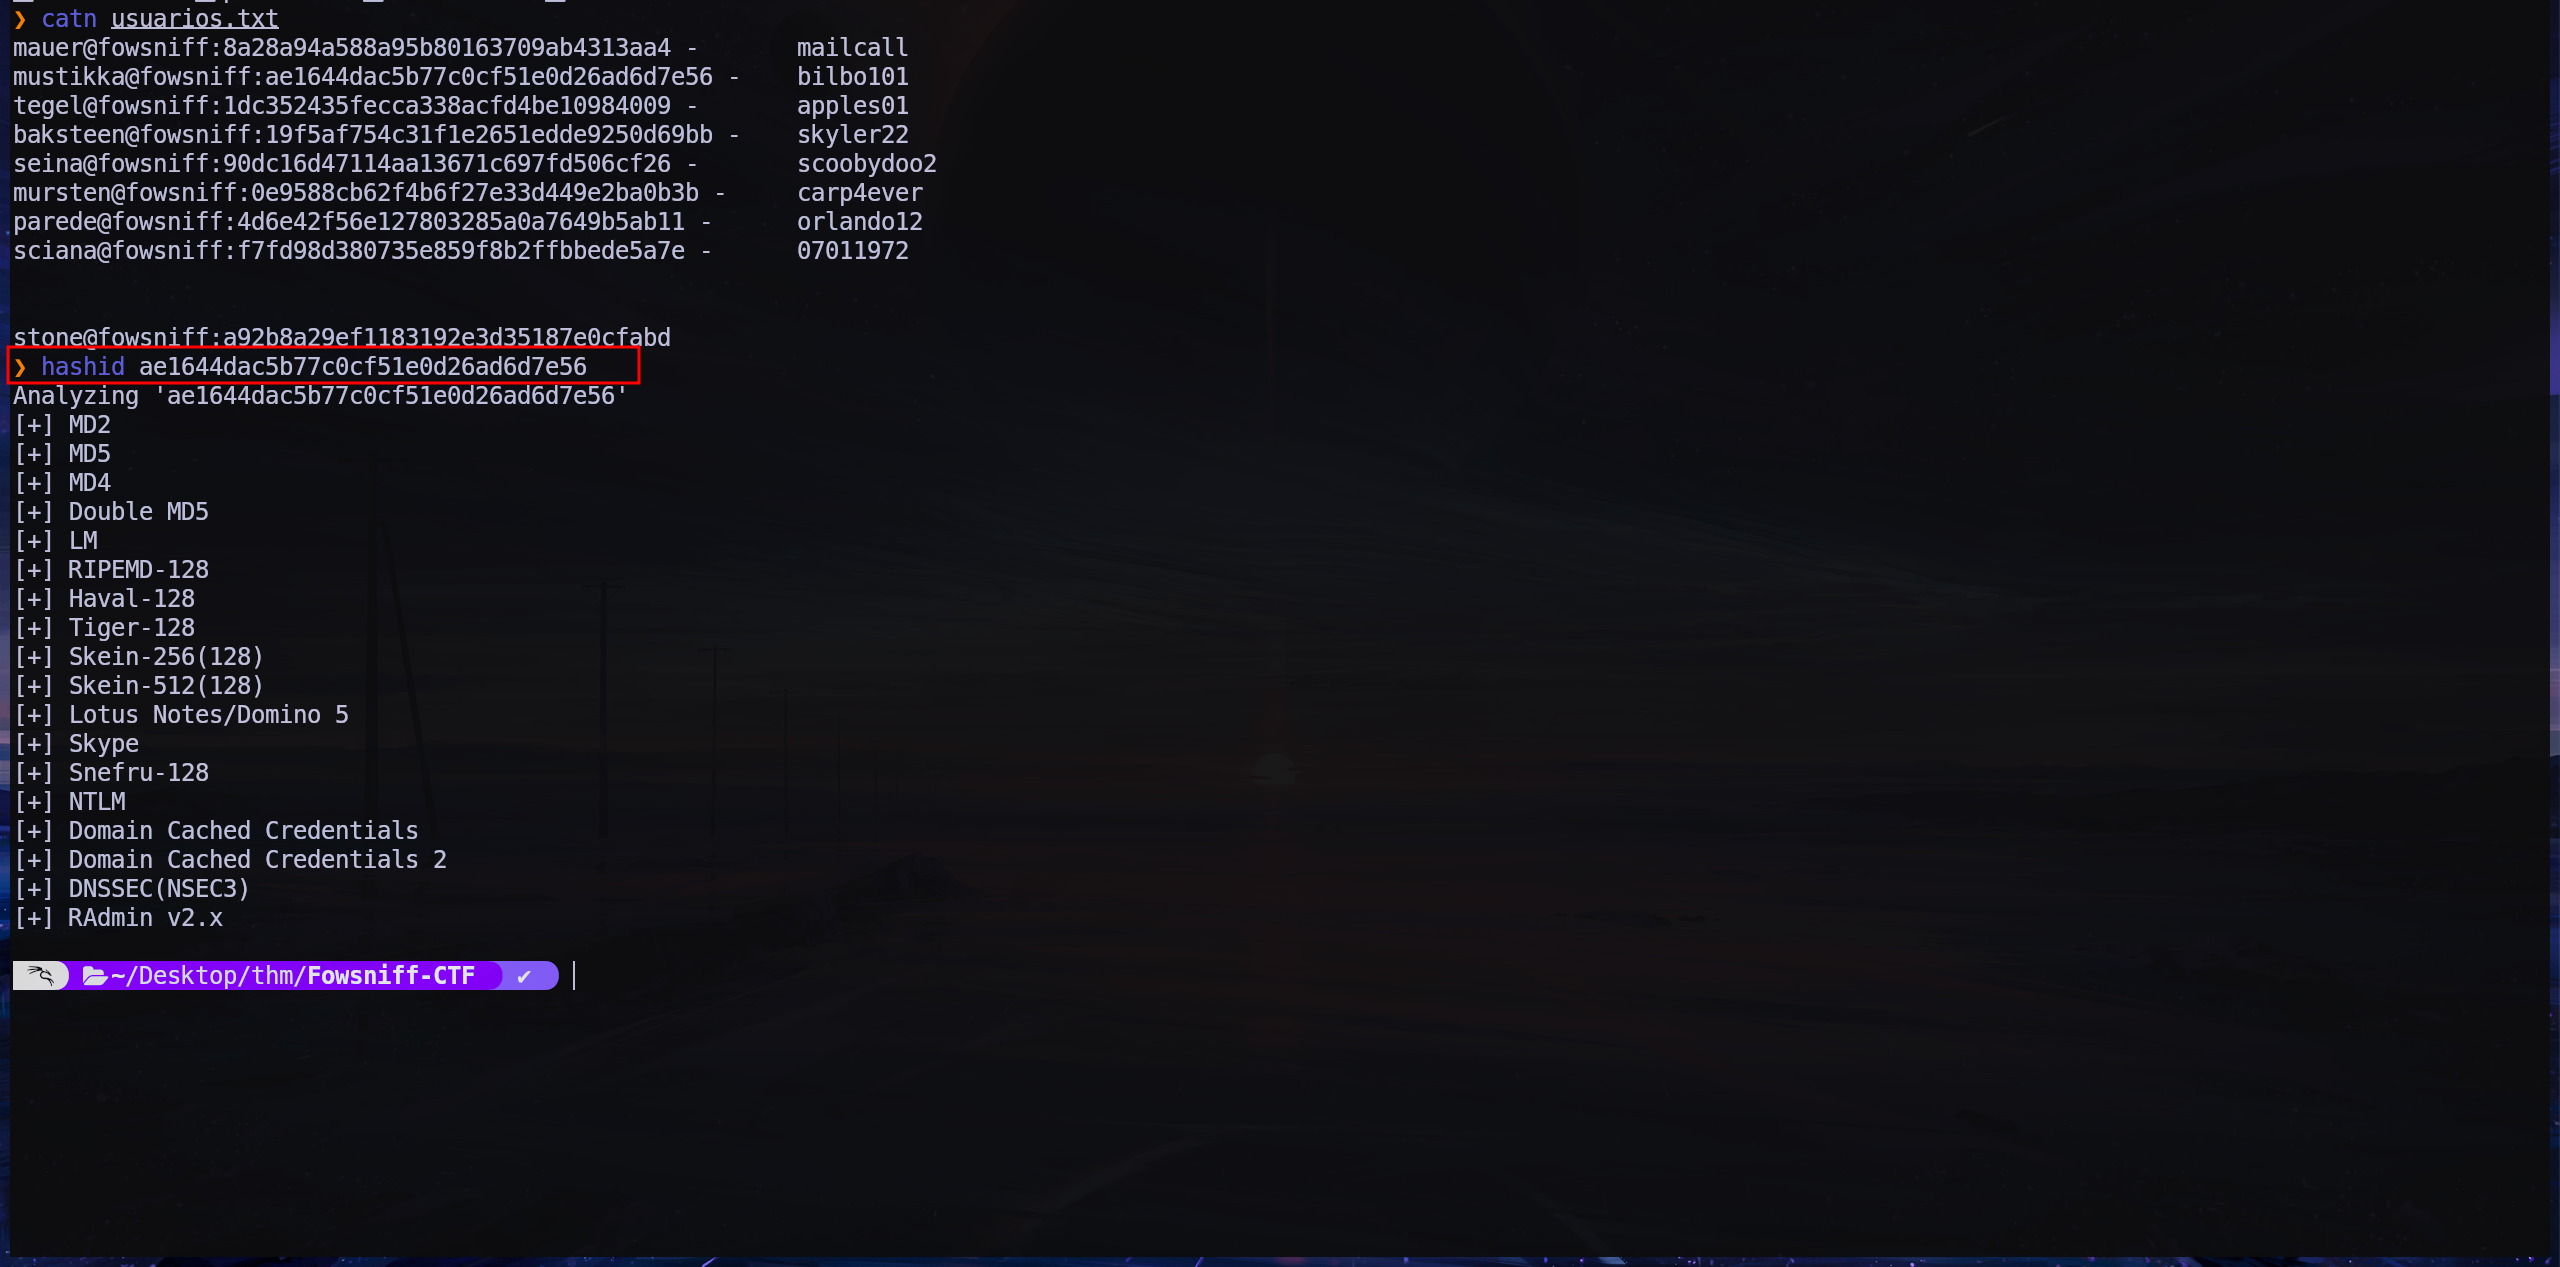 ❯ catn usuarios.txt
mauer@fowsniff:8a28a94a588a95b80163709ab4313aa4 - mailcall
mustikka@fowsniff:ae1644dac5b77c0cf51e0d26ad6d7e56 - bilbo101
tegel@fowsniff:1dc352435fecca338acfd4be10984009 - apples01
baksteen@fowsniff:19f5af754c31f1e2651edde9250d69bb - skyler22
seina@fowsniff:90dc16d47114aa13671c697fd506cf26 - scoobydoo2
mursten@fowsniff:0e9588cb62f4b6f27e33d449e2ba0b3b - carp4ever
parede@fowsniff:4d6e42f56e127803285a0a7649b5ab11 - orlando12
sciana@fowsniff:f7fd98d380735e859f8b2ffbbede5a7e - 07011972
stone@fowsniff:a92b8a29ef1183192e3d35187e0cfabd
❯ hashid ae1644dac5b77c0cf51e0d26ad6d7e56
Analyzing 'ae1644dac5b77c0cf51e0d26ad6d7e56'
[+] MD2
[+] MD5
[+] MD4
[+] Double MD5
[+] LM
[+] RIPEMD-128
[+] Haval-128
[+] Tiger-128
[+] Skein-256(128)
[+] Skein-512(128)
[+] Lotus Notes/Domino 5
[+] Skype
[+] Snefru-128
[+] NTLM
[+] Domain Cached Credentials
[+] Domain Cached Credentials 2
[+] DNSSEC(NSEC3)
[+] RAdmin v2.x
~/Desktop/thm/Fowsniff-CTF ✔